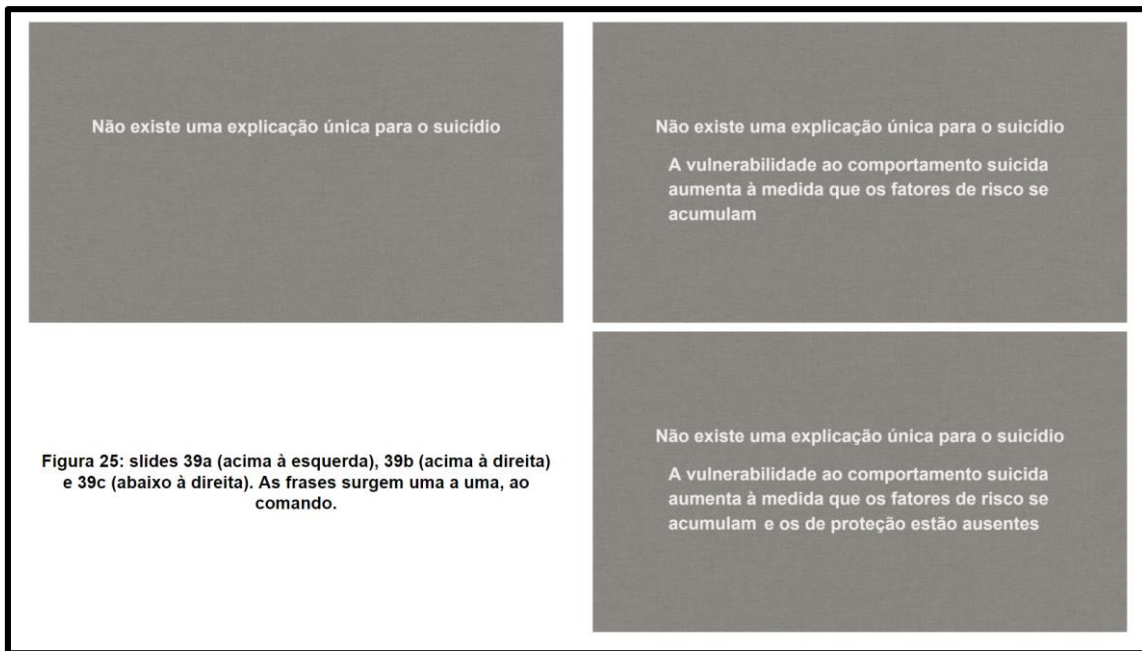 Não existe uma explicação única para o suicídio
Não existe uma explicação única para o suicídio
A vulnerabilidade ao comportamento suicida
aumenta à medida que os fatores de risco se
acumulam
Figura 25: slides 39a (acima à esquerda), 39b (acima à direita)
e 39c (abaixo à direita). As frases surgem uma a uma, ao
comando.
Não existe uma explicação única para o suicídio
A vulnerabilidade ao comportamento suicida
aumenta à medida que os fatores de risco se
acumulam e os de proteção estão ausentes